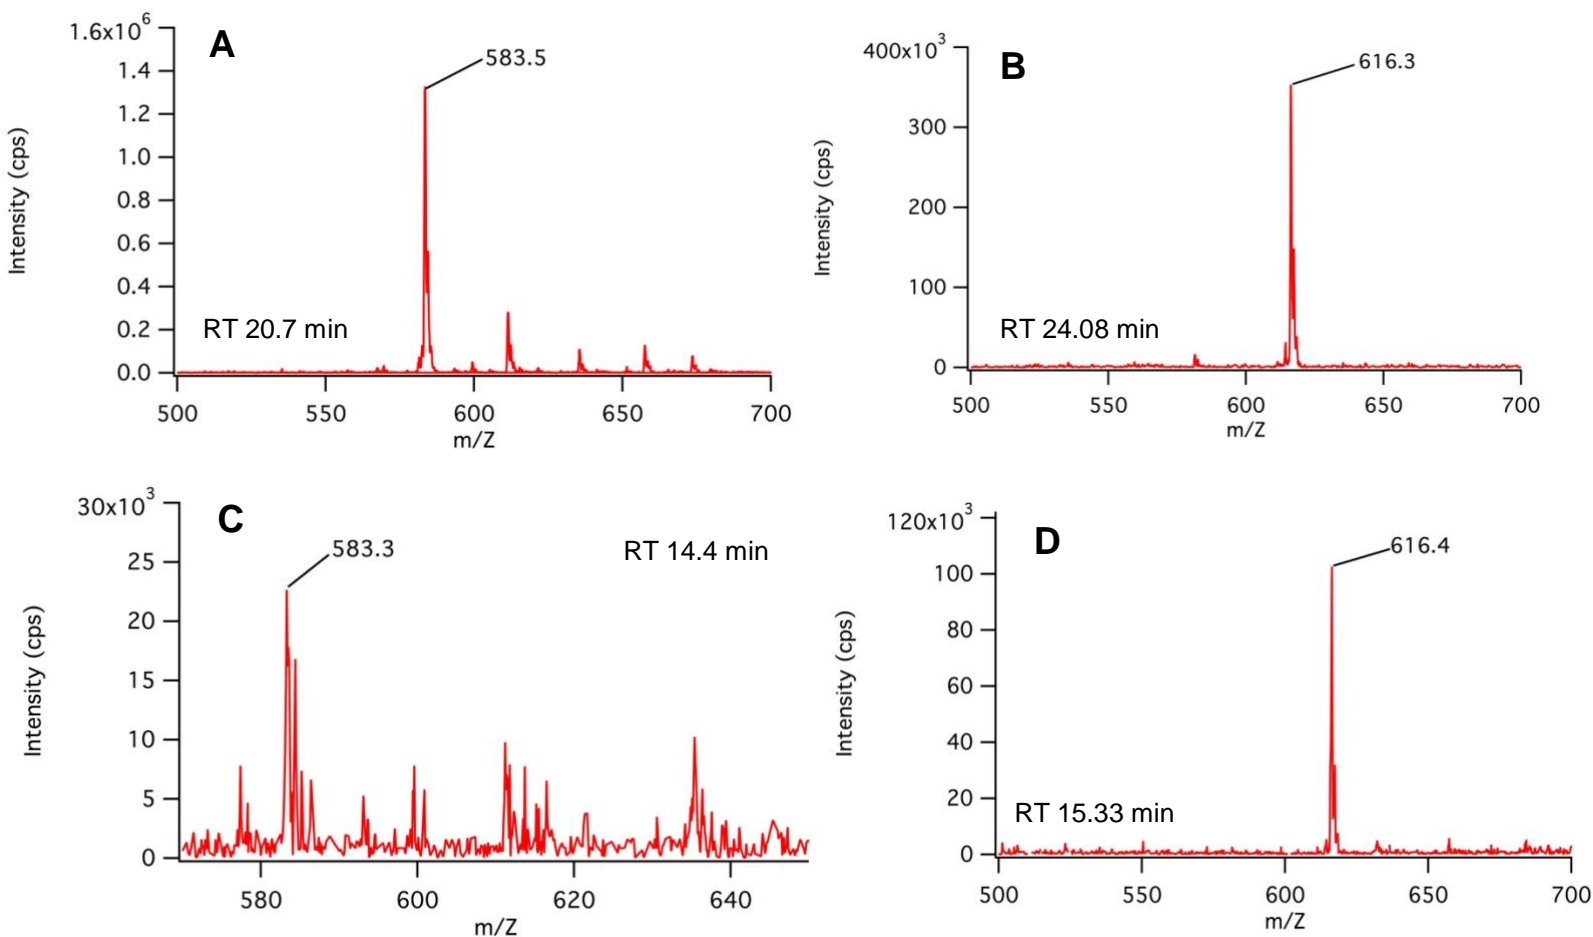 A
1.6x10^6
1.4
1.2
1.0
0.8
0.6
0.4
0.2
0.0
Intensity (cps)
583.5
RT 20.7 min
500 550 600 650 700
m/Z
B
400x10^3
300
200
100
0
Intensity (cps)
616.3
RT 24.08 min
500 550 600 650 700
m/Z
C
30x10^3
25
20
15
10
5
0
Intensity (cps)
583.3
RT 14.4 min
580 600 620 640
m/Z
D
120x10^3
100
80
60
40
20
0
Intensity (cps)
616.4
RT 15.33 min
500 550 600 650 700
m/Z